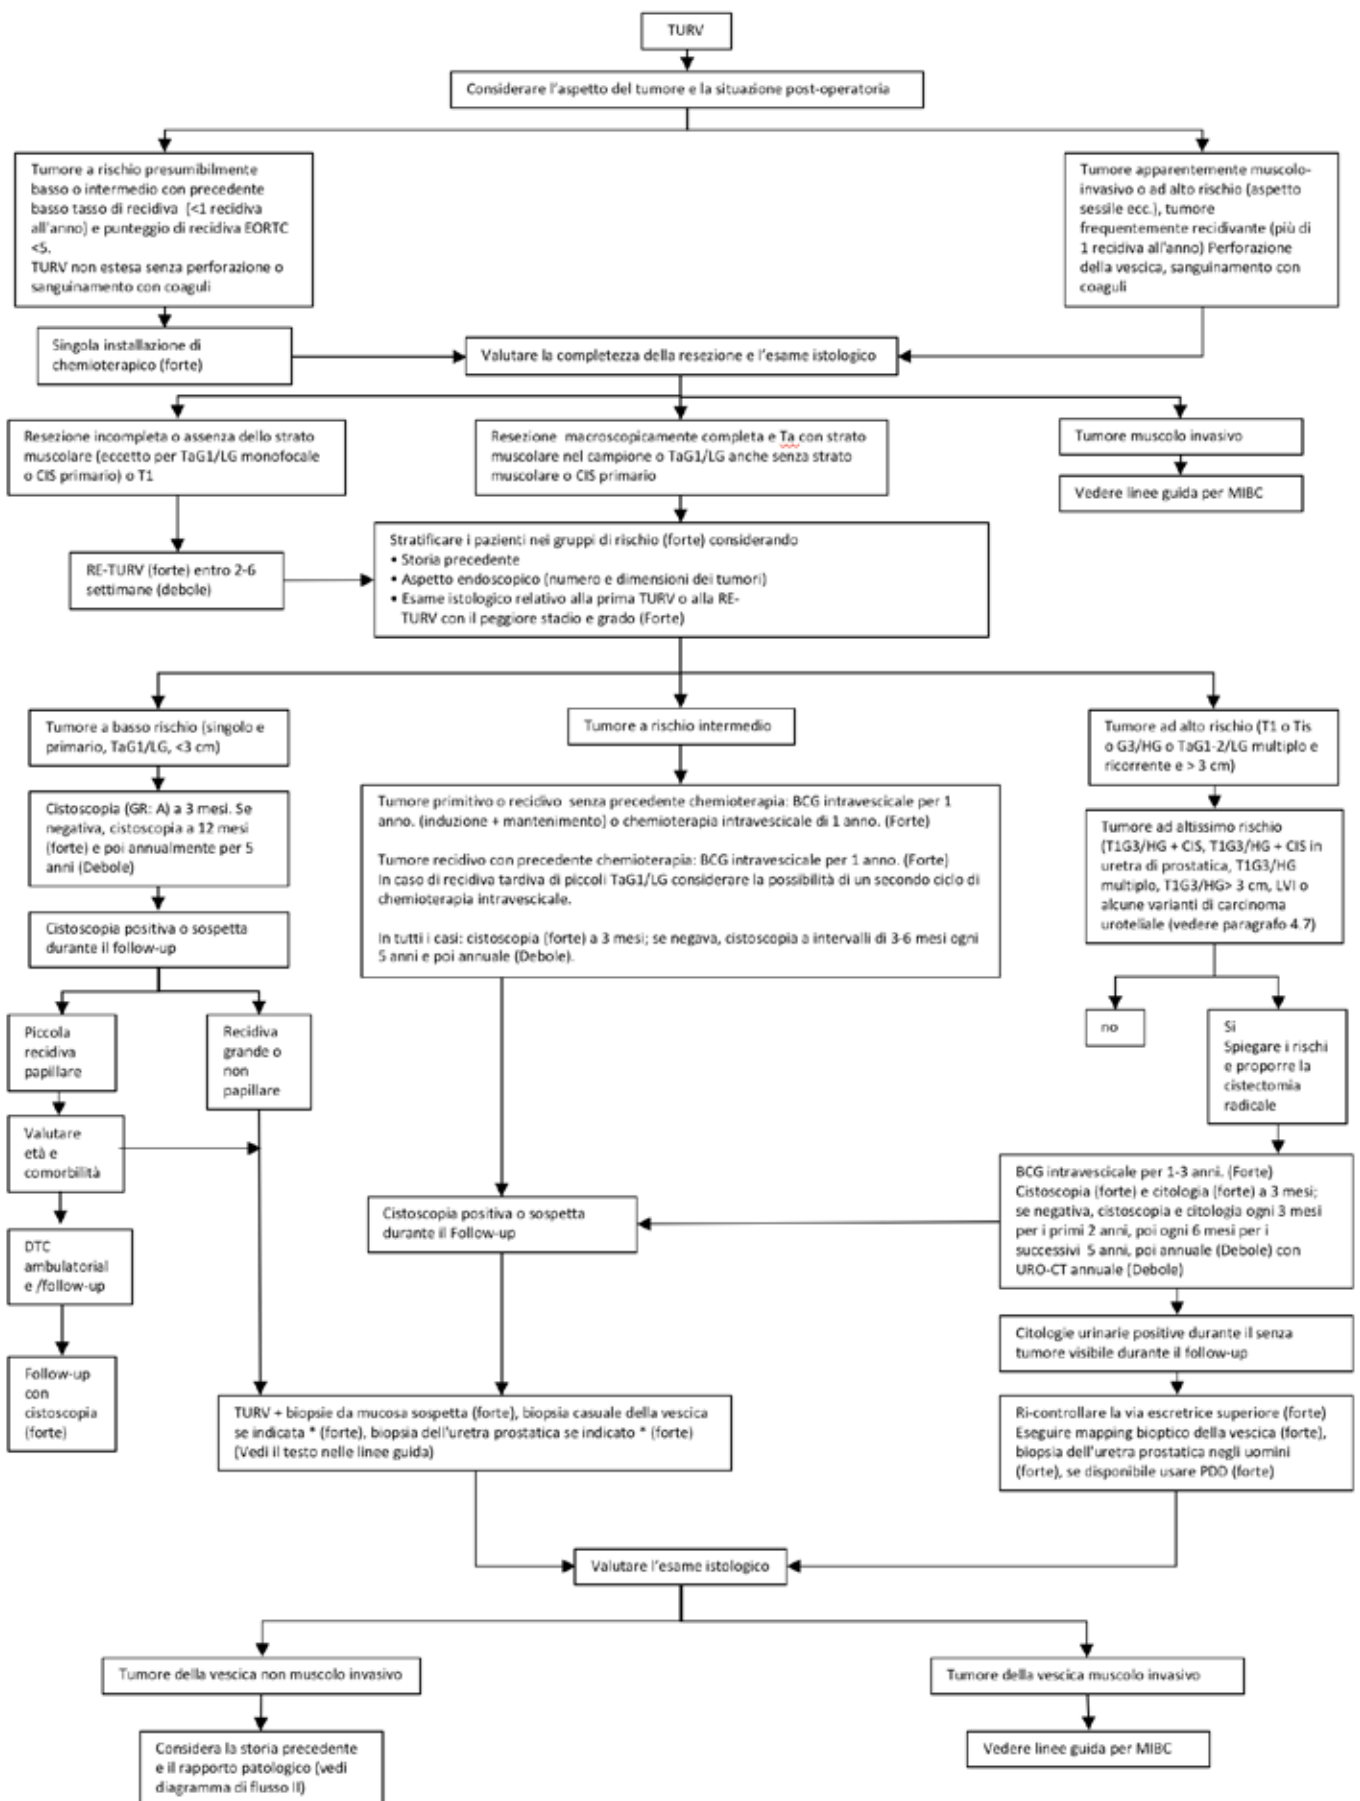 TURV
Considerare l'aspetto del tumore e la situazione post-operatoria
Tumore a rischio presumibilmente
basso o intermedio con precedente
basso tasso di recidiva (<1 recidiva
all'anno) e punteggio di recidiva EORTC
<5.
TURV non estesa senza perforazione o
sanguinamento con coaguli
Tumore apparentemente muscolo-
invasivo o ad alto rischio (aspetto
sessile ecc.), tumore
frequentemente recidivante (più di
1 recidiva all'anno) Perforazione
della vescica, sanguinamento con
coaguli
Singola installazione di
chemioterapico (forte)
Valutare la completezza della resezione e l'esame istologico
Resezione incompleta o assenza dello strato
muscolare (eccetto per TaG1/LG monofocale
o CIS primario) o T1
Resezione macroscopicamente completa e Ta con strato
muscolare nel campione o TaG1/LG anche senza strato
muscolare o CIS primario
Tumore muscolo invasivo
Vedere linee guida per MIBC
RE-TURV (forte) entro 2-6
settimane (debole)
Stratificare i pazienti nei gruppi di rischio (forte) considerando
• Storia precedente
• Aspetto endoscopico (numero e dimensioni dei tumori)
• Esame istologico relativo alla prima TURV o alla RE-
TURV con il peggiore stadio e grado (Forte)
Tumore a basso rischio (singolo e
primario, TaG1/LG, <3 cm)
Tumore a rischio intermedio
Tumore ad alto rischio (T1 o Tis
o G3/HG o TaG1-2/LG multiplo e
ricorrente e > 3 cm)
Cistoscopia (GR: A) a 3 mesi. Se
negativa, cistoscopia a 12 mesi
(forte) e poi annualmente per 5
anni (Debole)
Tumore primitivo o recidivo senza precedente chemioterapia: BCG intravescicale per 1
anno. (induzione + mantenimento) o chemioterapia intravescicale di 1 anno. (Forte)
Tumore recidivo con precedente chemioterapia: BCG intravescicale per 1 anno. (Forte)
In caso di recidiva tardiva di piccoli TaG1/LG considerare la possibilità di un secondo ciclo di
chemioterapia intravescicale.
In tutti i casi: cistoscopia (forte) a 3 mesi; se negava, cistoscopia a intervalli di 3-6 mesi ogni
5 anni e poi annuale (Debole).
Tumore ad altissimo rischio
(T1G3/HG + CIS, T1G3/HG + CIS in
uretra di prostatica, T1G3/HG
multiplo, T1G3/HG> 3 cm, LVI o
alcune varianti di carcinoma
uroteliale (vedere paragrafo 4.7)
Cistoscopia positiva o sospetta
durante il follow-up
Piccola
recidiva
papillare
Recidiva
grande o
non
papillare
no
Si
Spiegare i rischi
e proporre la
cistectomia
radicale
Valutare
età e
comorbilità
BCG intravescicale per 1-3 anni. (Forte)
Cistoscopia (forte) e citologia (forte) a 3 mesi;
se negativa, cistoscopia e citologia ogni 3 mesi
per i primi 2 anni, poi ogni 6 mesi per i
successivi 5 anni, poi annuale (Debole) con
URO-CT annuale (Debole)
Cistoscopia positiva o sospetta
durante il Follow-up
DTC
ambulatorial
e /follow-up
Citologie urinarie positive durante il senza
tumore visibile durante il follow-up
Follow-up
con
cistoscopia
(forte)
TURV + biopsie da mucosa sospetta (forte), biopsia casuale della vescica
se indicata * (forte), biopsia dell'uretra prostatica se indicato * (forte)
(Vedi il testo nelle linee guida)
Ri-controllare la via escretrice superiore (forte)
Eseguire mapping bioptico della vescica (forte),
biopsia dell'uretra prostatica negli uomini
(forte), se disponibile usare PDD (forte)
Valutare l'esame istologico
Tumore della vescica non muscolo invasivo
Tumore della vescica muscolo invasivo
Considera la storia precedente
e il rapporto patologico (vedi
diagramma di flusso II)
Vedere linee guida per MIBC